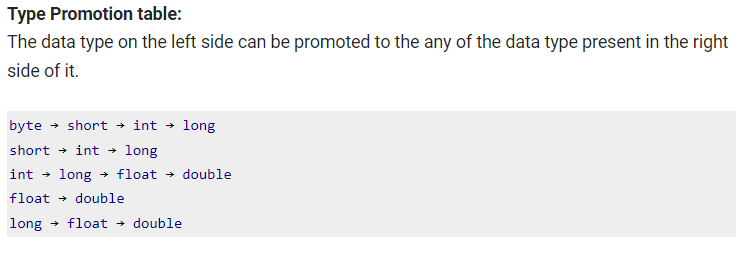 Type Promotion table:
The data type on the left side can be promoted to the any of the data type present in the right
side of it.
byte → short → int → long
short → int → long
int → long → float → double
float → double
long → float → double